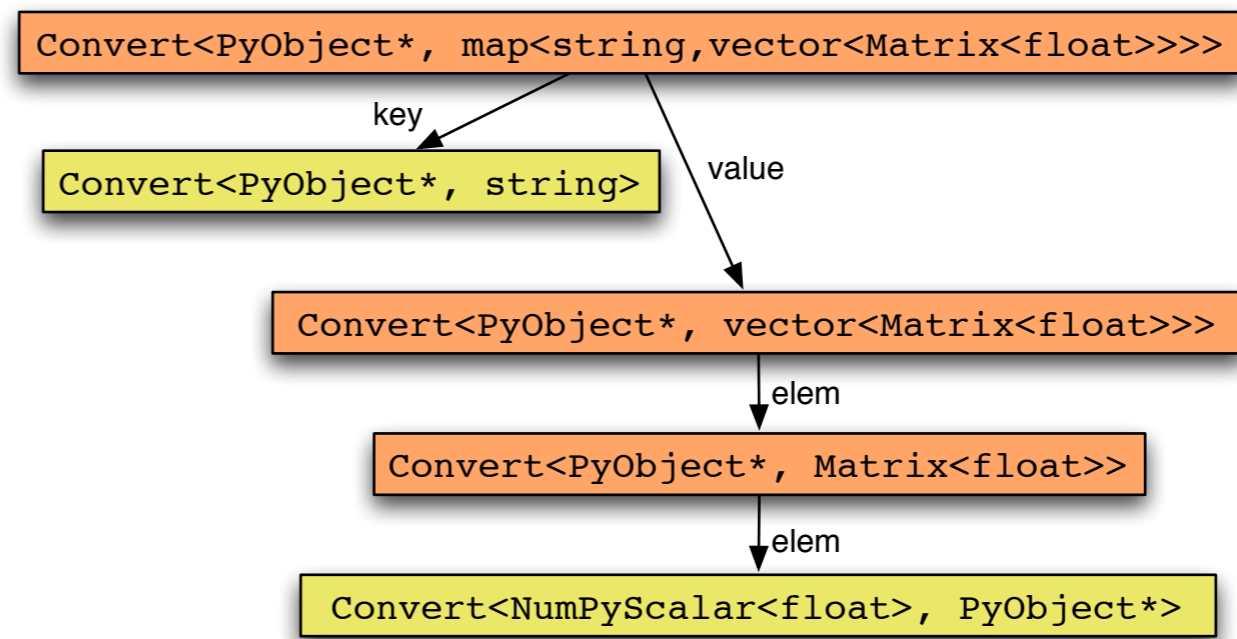 Convert<PyObject*, map<string,vector<Matrix<float>>>>
key
Convert<PyObject*, string>
value
Convert<PyObject*, vector<Matrix<float>>>
elem
Convert<PyObject*, Matrix<float>>
elem
Convert<NumPyScalar<float>, PyObject*>